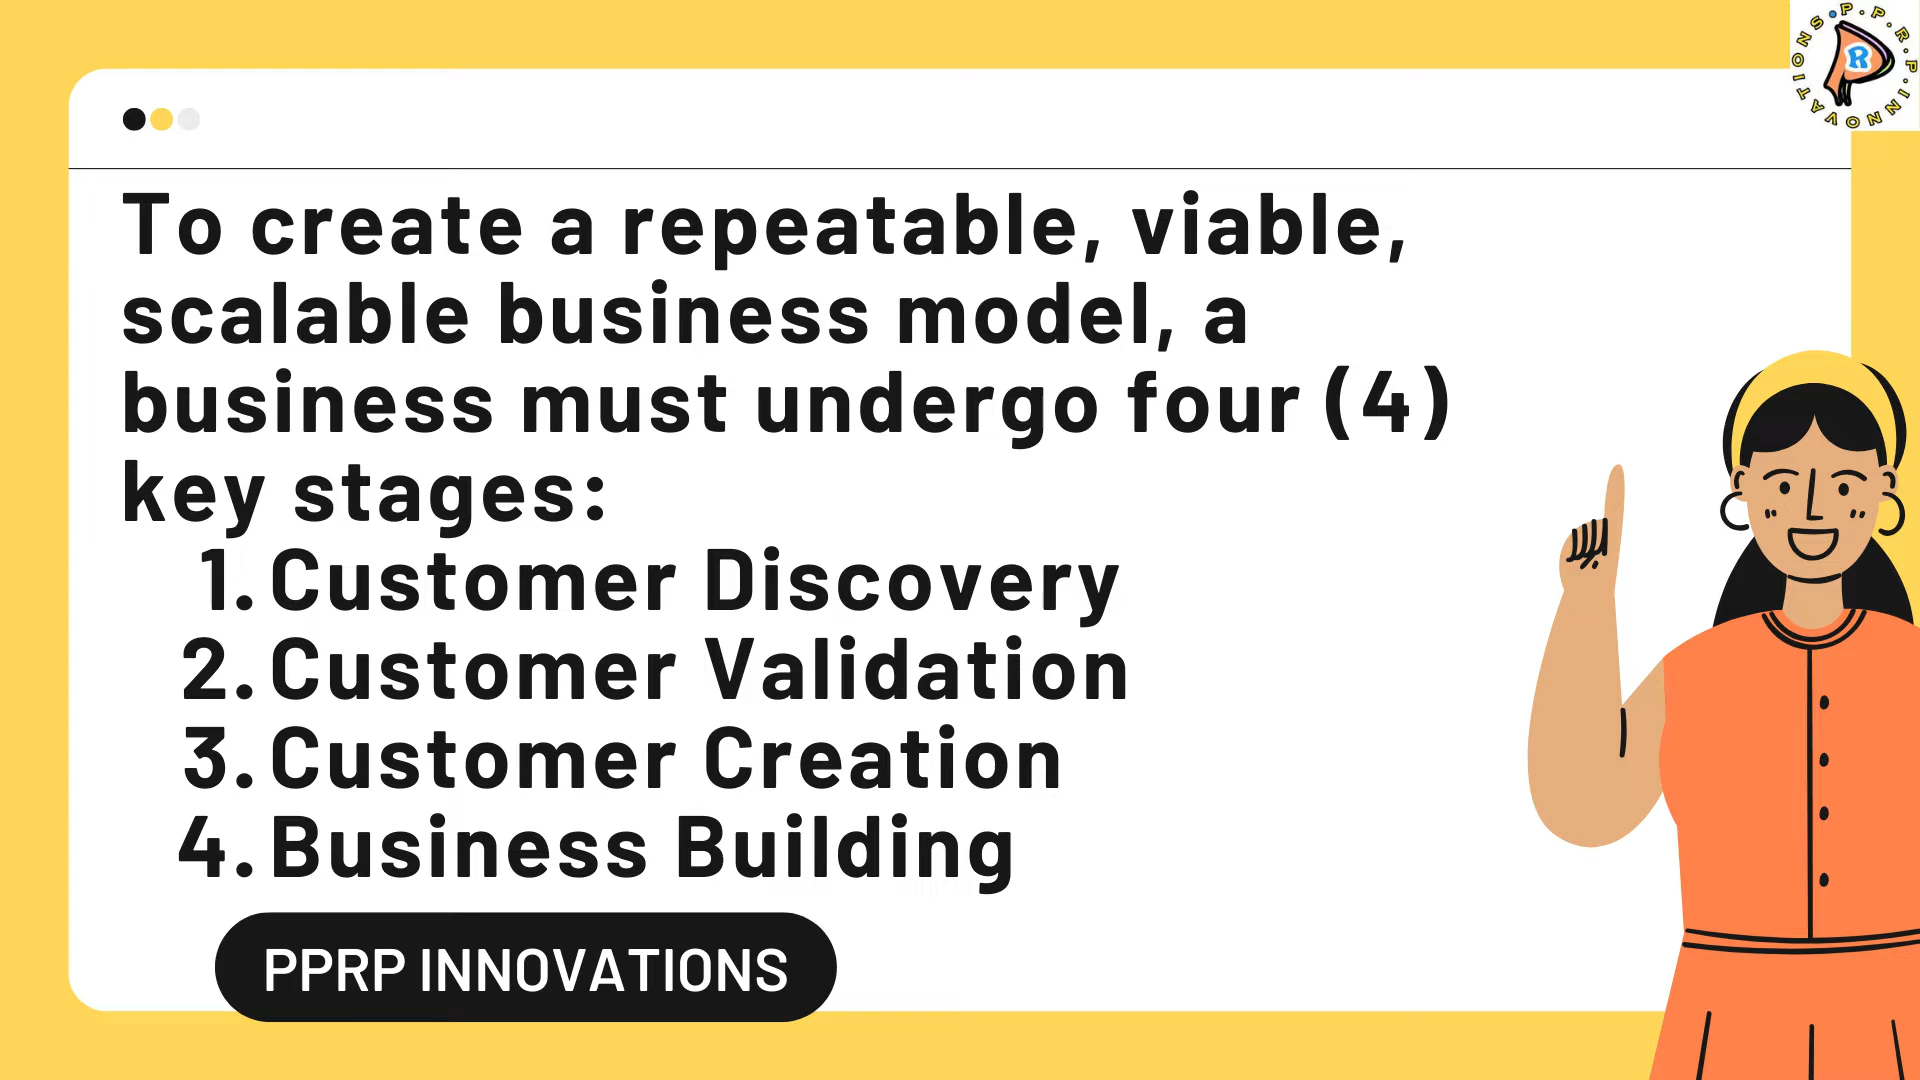 P.P.R.P. INNOVATIONS
R
To create a repeatable, viable,
scalable business model, a
business must undergo four (4)
key stages:
1. Customer Discovery
2. Customer Validation
3. Customer Creation
4. Business Building
PPRP INNOVATIONS